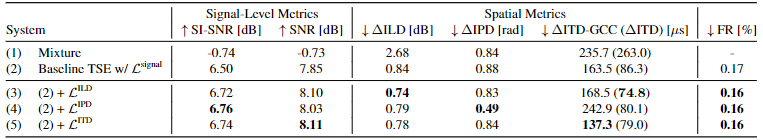 Signal-Level Metrics Spatial Metrics
System ↑ SI-SNR [dB] ↑ SNR [dB] ↓ ΔILD [dB] ↓ ΔIPD [rad] ↓ ΔITD-GCC (ΔITD) [μs] ↓ FR [%]
(1) Mixture -0.74 -0.73 2.68 0.84 235.7 (263.0) -
(2) Baseline TSE w/ ℒ^signal 6.50 7.85 0.84 0.88 163.5 (86.3) 0.17
(3) (2) + ℒ^ILD 6.72 8.10 0.74 0.83 168.5 (74.8) 0.16
(4) (2) + ℒ^IPD 6.76 8.03 0.79 0.49 242.9 (80.1) 0.16
(5) (2) + ℒ^ITD 6.74 8.11 0.78 0.84 137.3 (79.0) 0.16